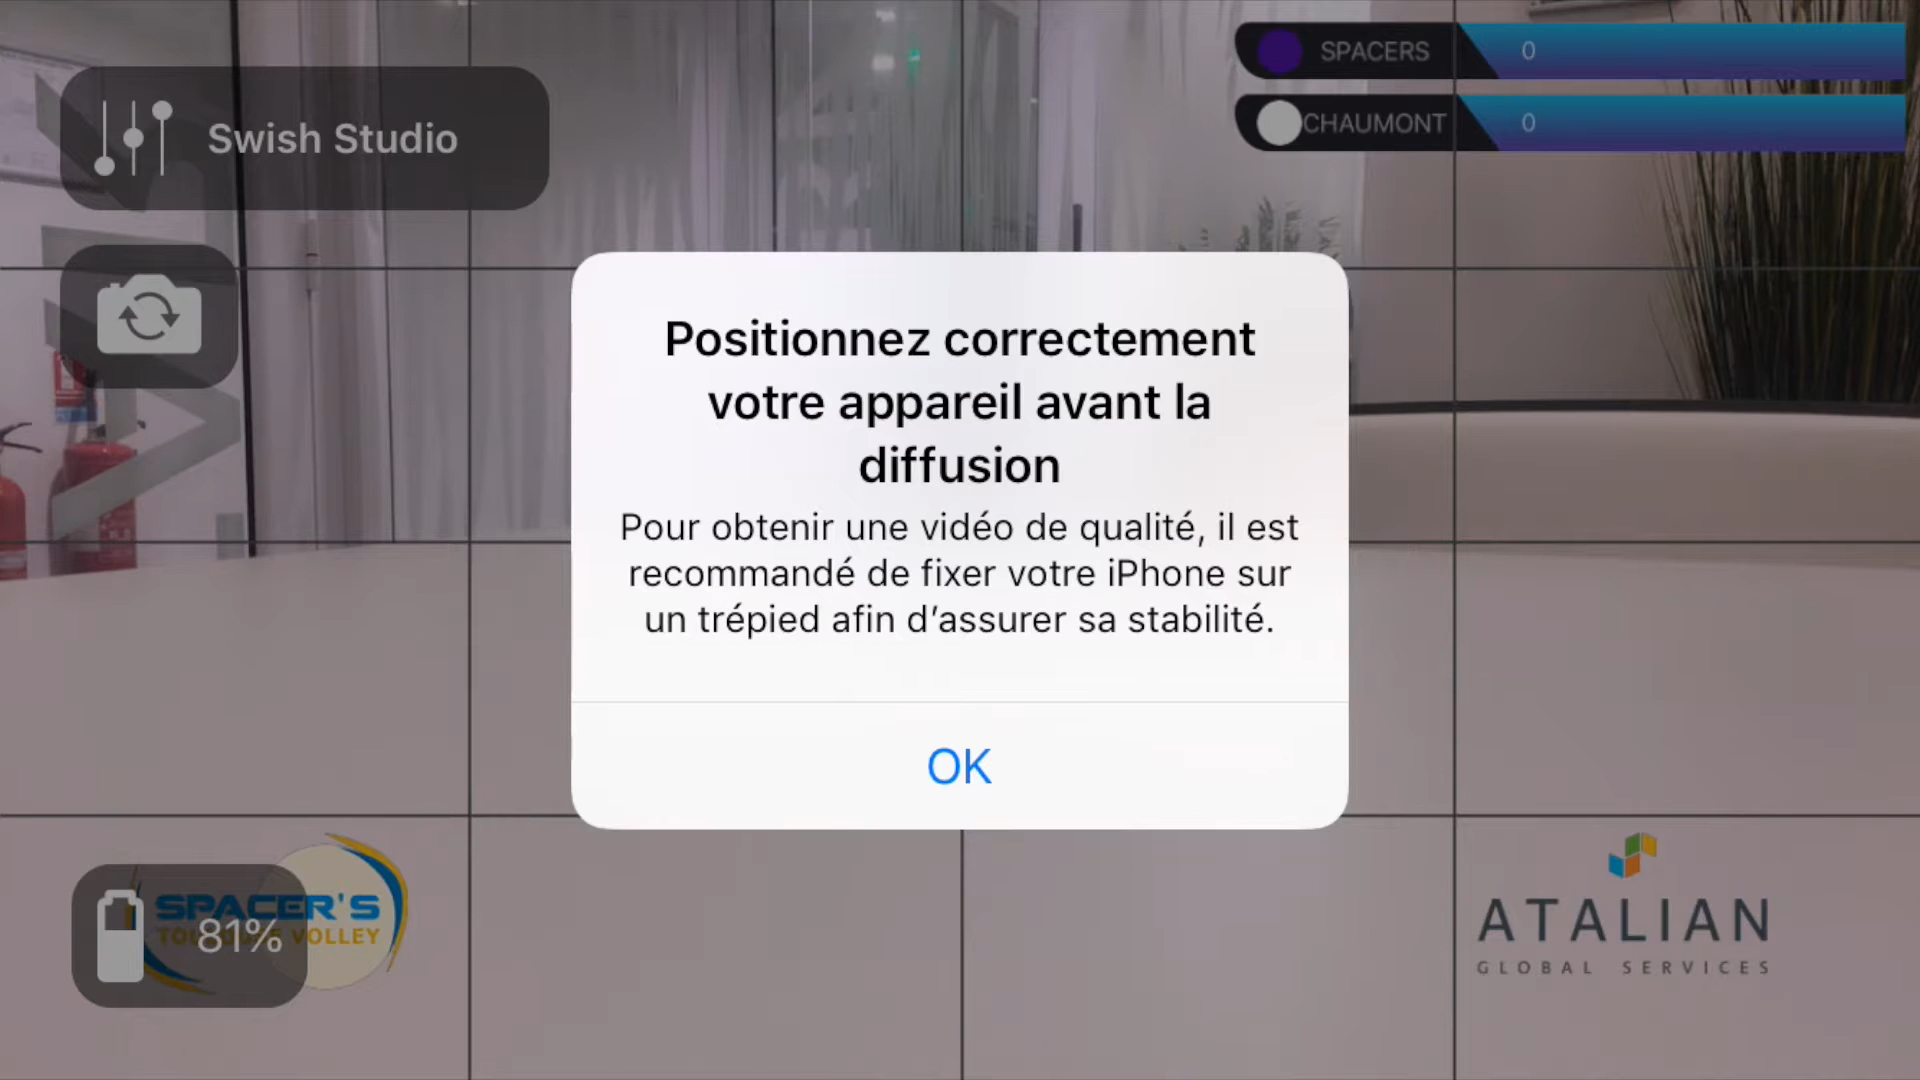 Swish Studio
SPACERS 0
CHAUMONT 0
Positionnez correctement
votre appareil avant la
diffusion
Pour obtenir une vidéo de qualité, il est
recommandé de fixer votre iPhone sur
un trépied afin d’assurer sa stabilité.
OK
SPACER'S
VOLLEY
81%
ATALIAN
GLOBAL SERVICES